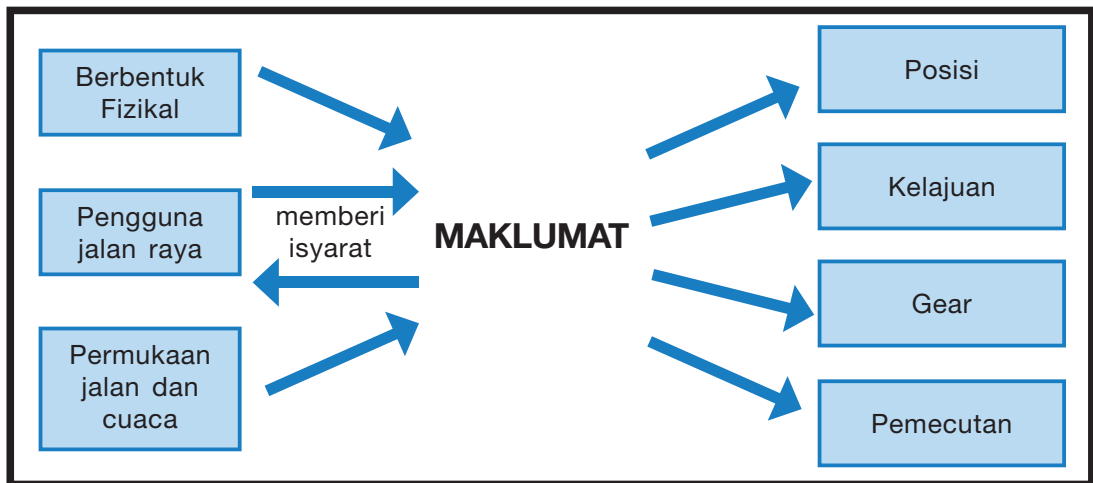 Berbentuk
Fizikal
Pengguna
jalan raya
Permukaan
jalan dan
cuaca
memberi
isyarat
MAKLUMAT
Posisi
Kelajuan
Gear
Pemecutan